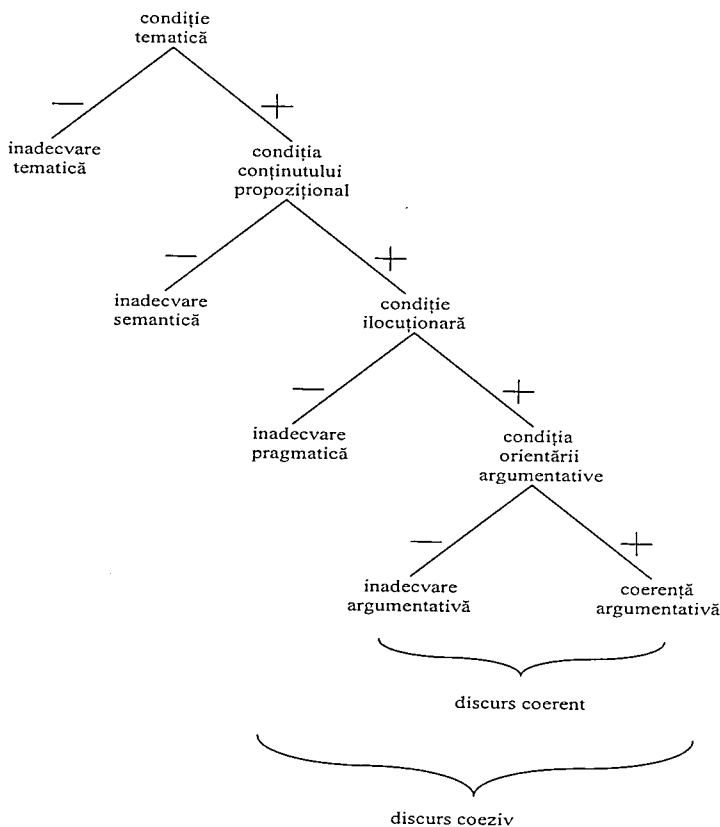 condiție
tematică
—
+
inadecvare
tematică
condiția
conținutului
propozițional
—
+
inadecvare
semantică
condiție
ilocuționară
—
+
inadecvare
pragmatică
condiția
orientării
argumentative
—
+
inadecvare
argumentativă
coerență
argumentativă
discurs coerent
discurs coeziv